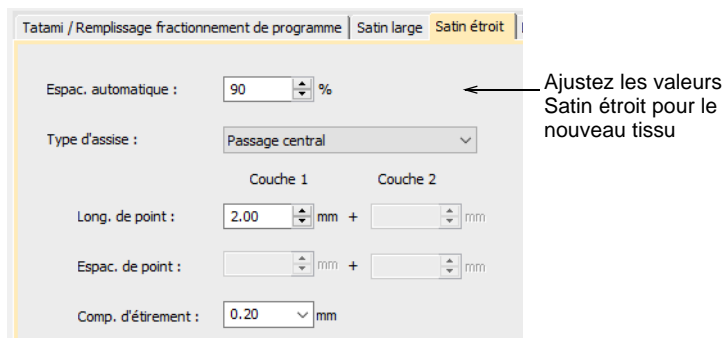 Tatami / Remplissage fractionnement de programme Satin large Satin étroit
Espac. automatique : 90 %
Ajustez les valeurs
Satin étroit pour le
nouveau tissu
Type d'assise : Passage central
Couche 1 Couche 2
Long. de point : 2.00 mm + mm
Espac. de point : mm + mm
Comp. d'étirement : 0.20 mm